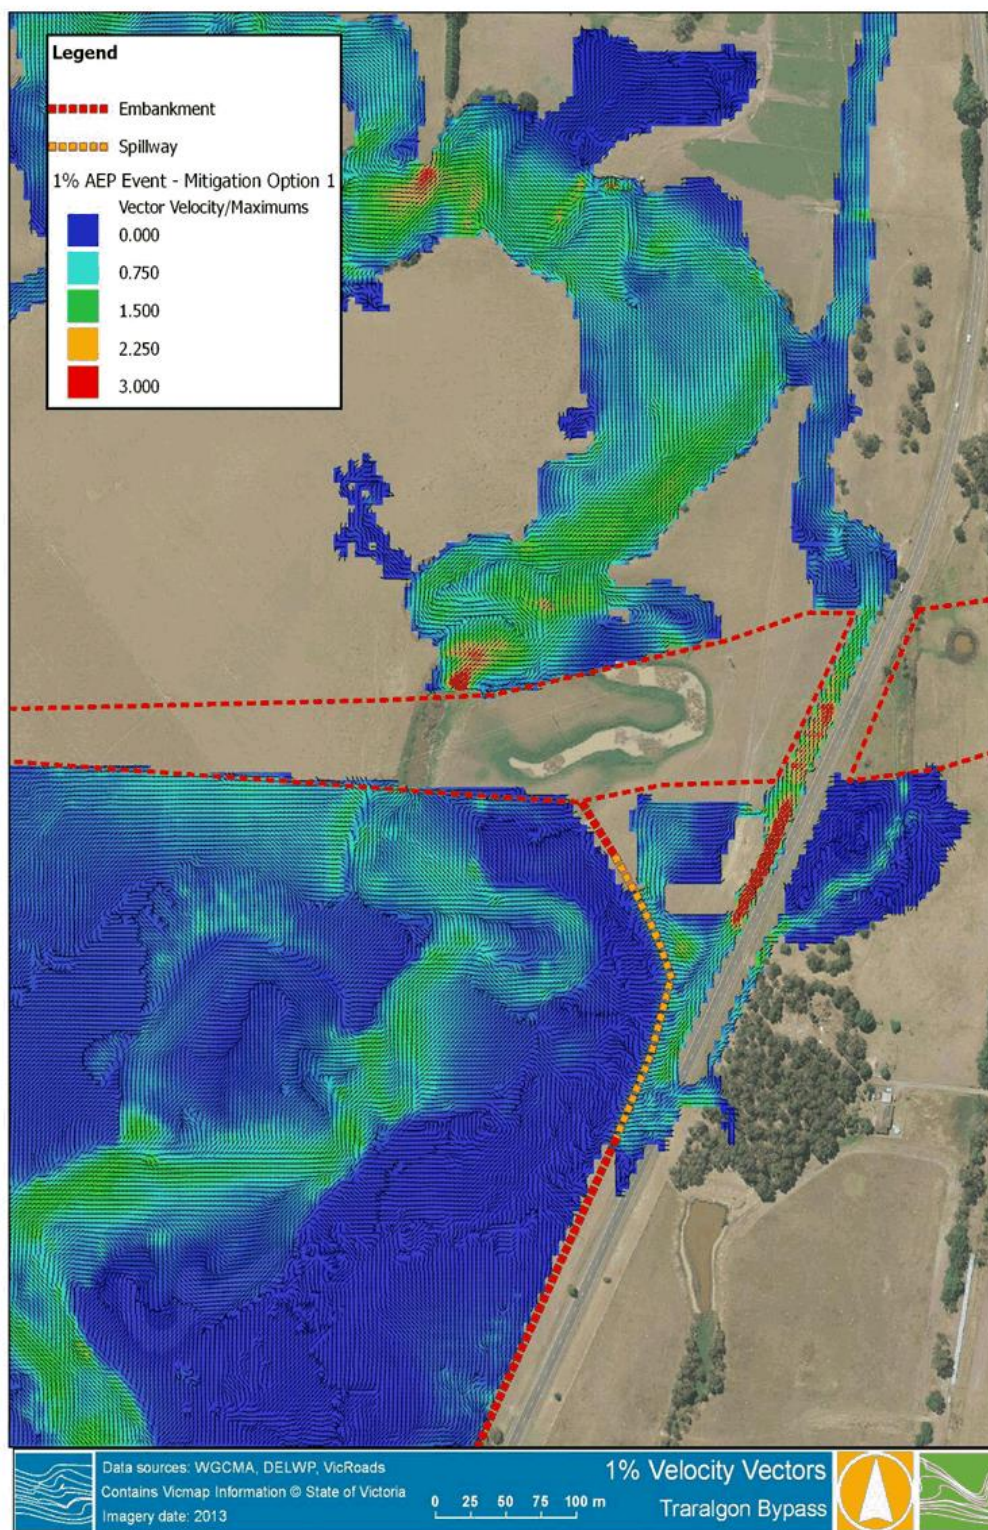 Legend
Embankment
Spillway
1% AEP Event - Mitigation Option 1
Vector Velocity/Maximums
0.000
0.750
1.500
2.250
3.000
Data sources: WGCMA, DELWP, VicRoads
Contains Vicmap Information © State of Victoria
Imagery date: 2013
0 25 50 75 100 m
1% Velocity Vectors
Traralgon Bypass